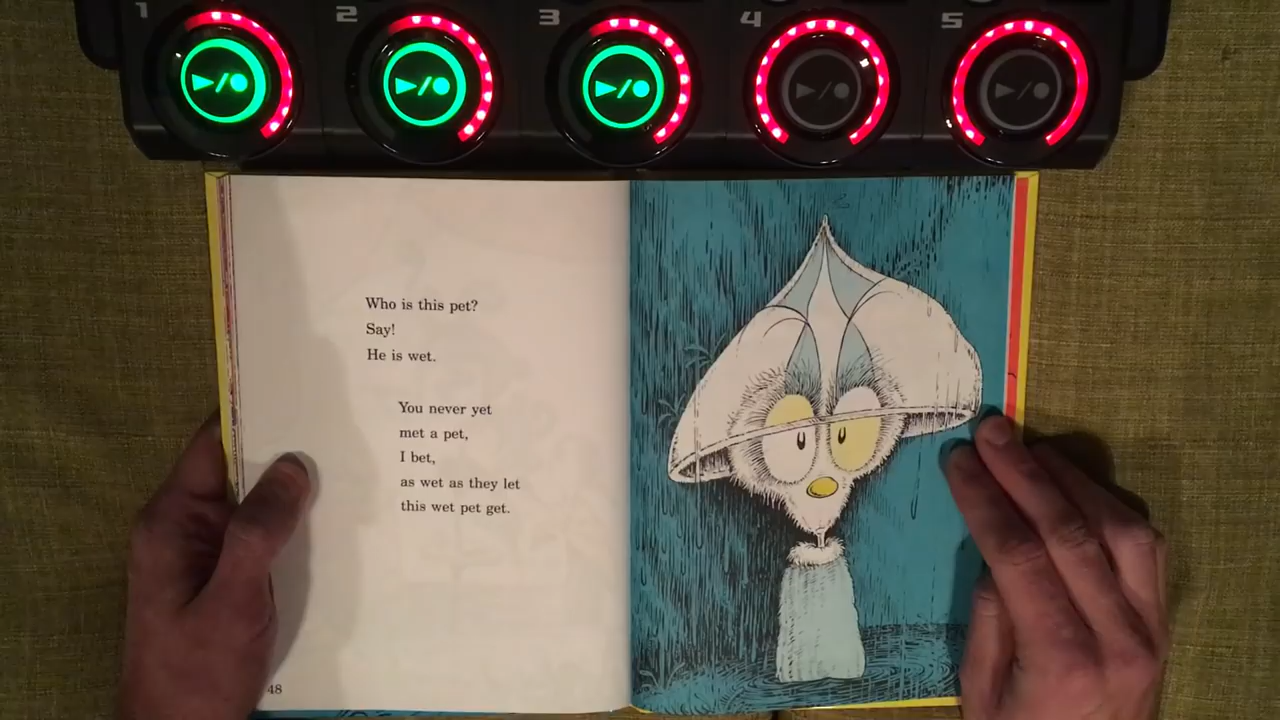 1 2 3 4 5
Who is this pet?
Say!
He is wet.
You never yet
met a pet,
I bet,
as wet as they let
this wet pet get.
48